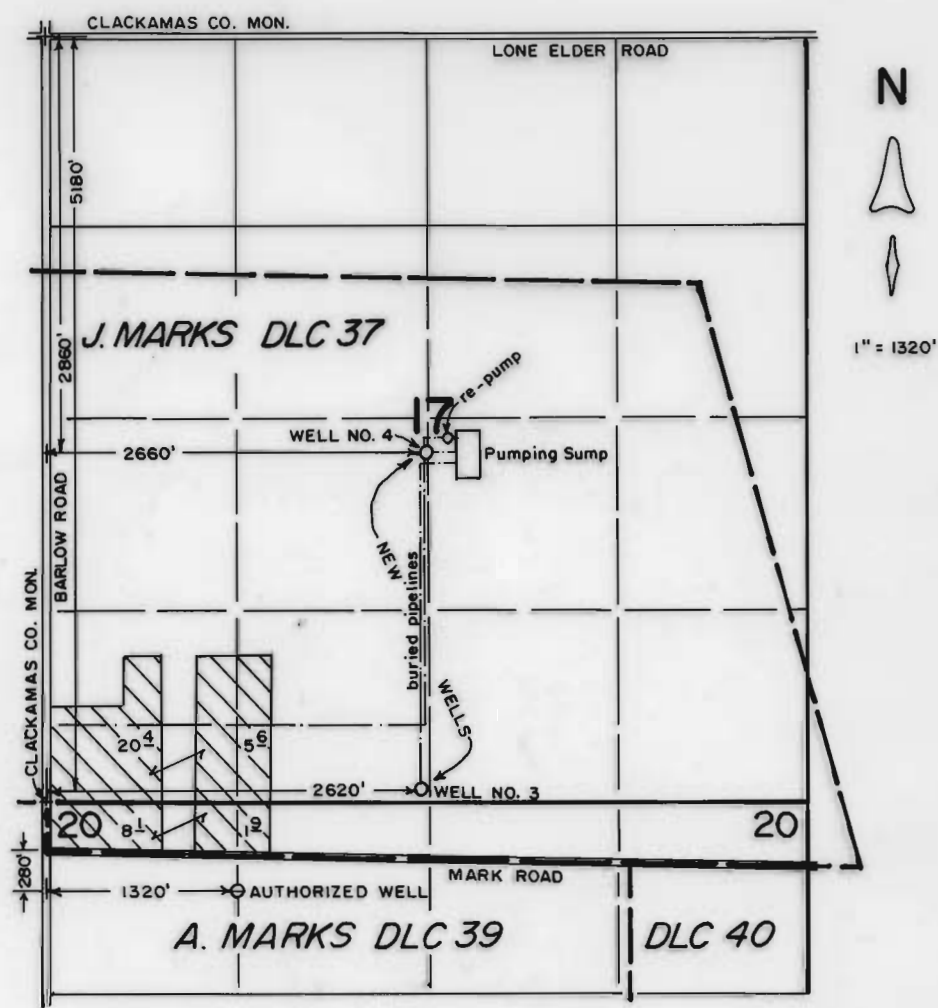 CLACKAMAS CO. MON.
LONE ELDER ROAD
N
1" = 1320'
5180'
2860'
BARLOW ROAD
J. MARKS DLC 37
17
re-pump
WELL NO. 4
2660'
Pumping Sump
NEW
buried pipelines
WELLS
CLACKAMAS CO. MON.
20 4
5 6
2620'
WELL NO. 3
20
8 1
1 9
20
280'
MARK ROAD
1320'
AUTHORIZED WELL
A. MARKS DLC 39
DLC 40